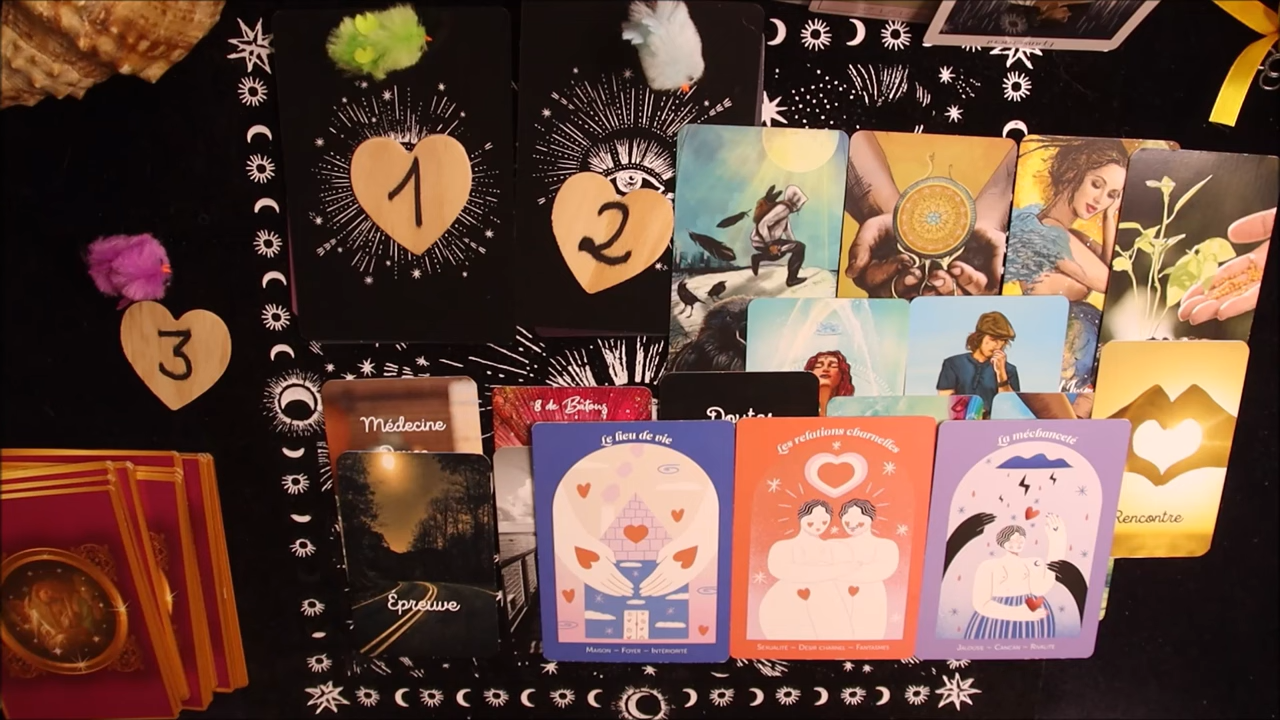 1
2
3
Médecine
8 de Bâtons
Doutes
Le lieu de vie
Les relations charnelles
La méchanceté
Rencontre
Epreuve
Maison – Foyer – Intériorité
Sexualité – Désir charnel – Fantasmes
Jalousie – Cancan – Rivalité